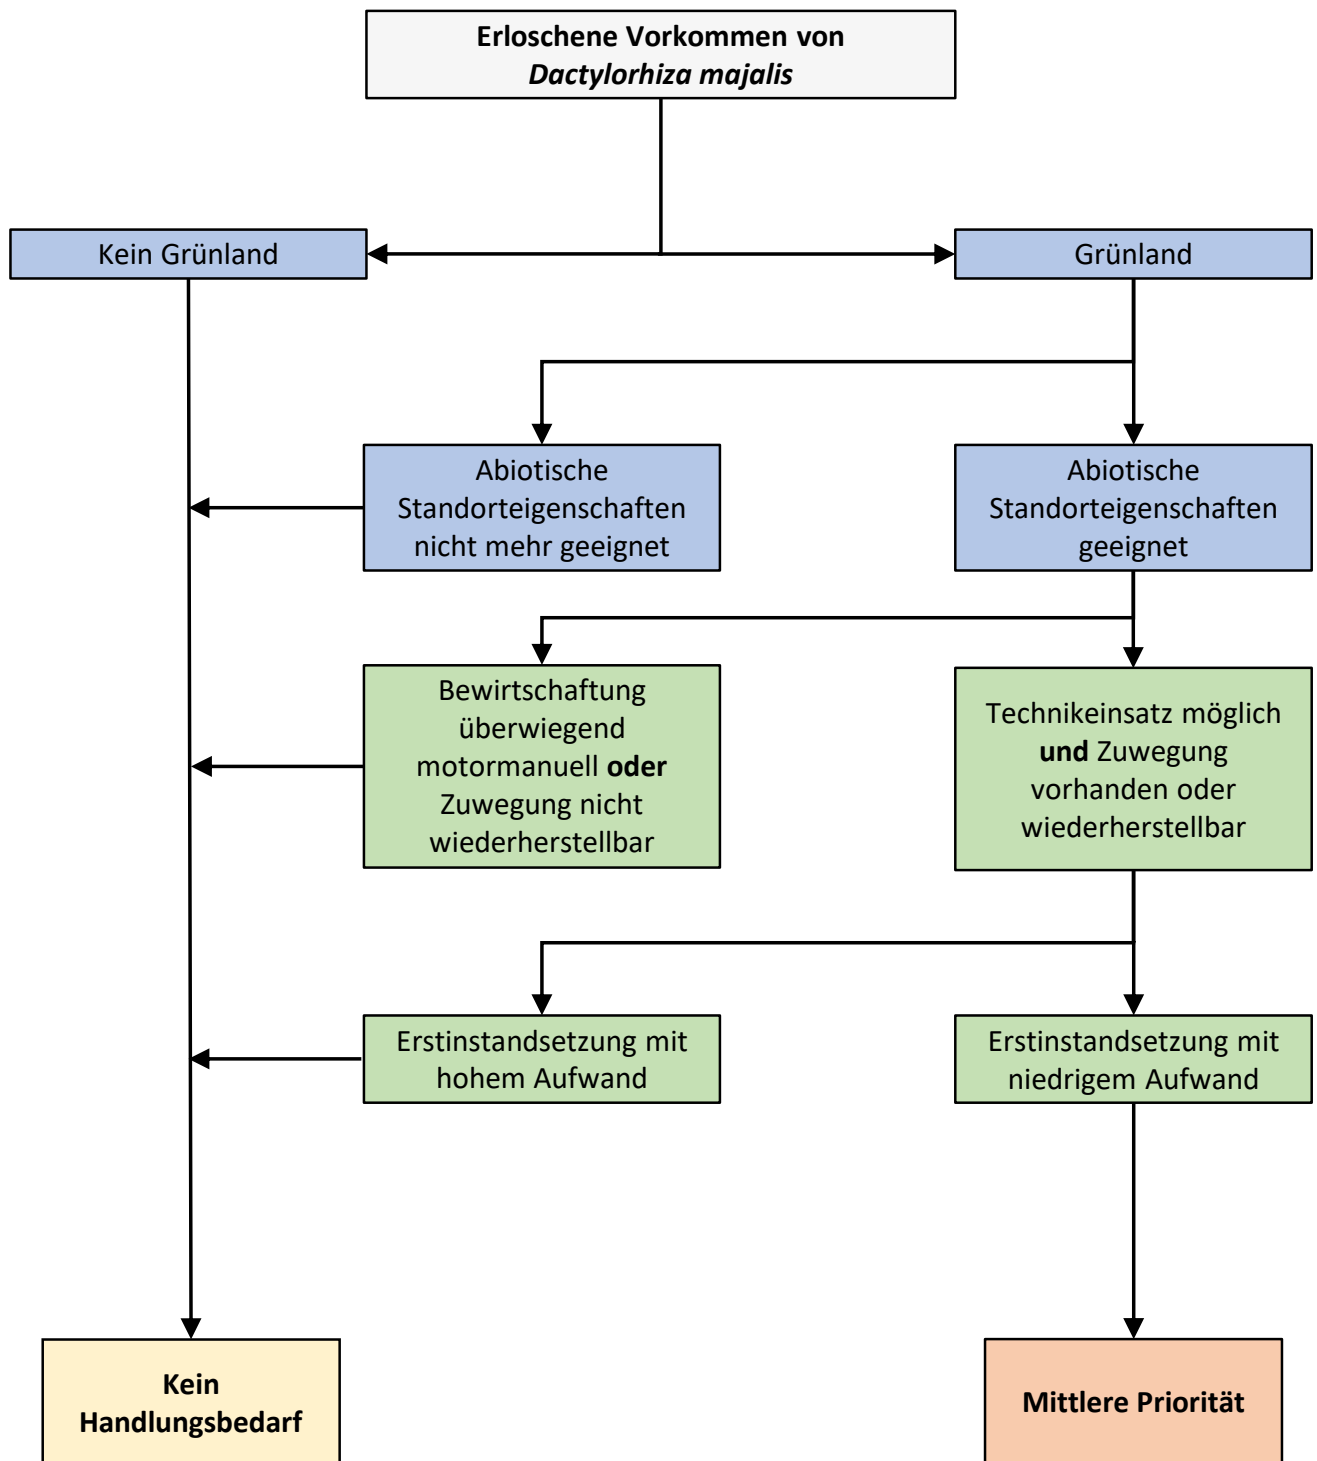 Erloschene Vorkommen von
Dactylorhiza majalis
Kein Grünland
Grünland
Abiotische
Standorteigenschaften
nicht mehr geeignet
Abiotische
Standorteigenschaften
geeignet
Bewirtschaftung
überwiegend
motormanuell oder
Zuwegung nicht
wiederherstellbar
Technikeinsatz möglich
und Zuwegung
vorhanden oder
wiederherstellbar
Erstinstandsetzung mit
hohem Aufwand
Erstinstandsetzung mit
niedrigem Aufwand
Kein
Handlungsbedarf
Mittlere Priorität